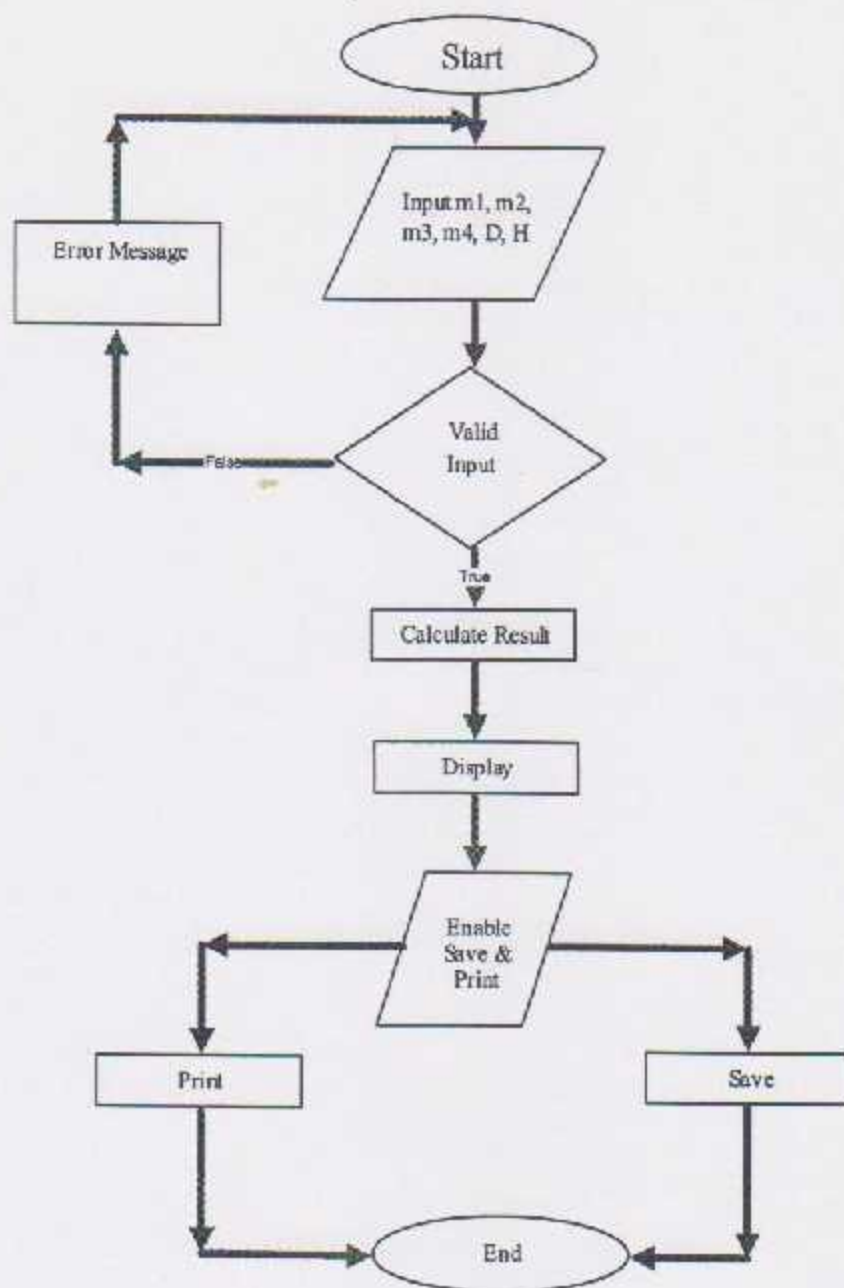 Start
Input m1, m2,
m3, m4, D, H
Error Message
Valid
Input
False
True
Calculate Result
Display
Enable
Save &
Print
Print
Save
End